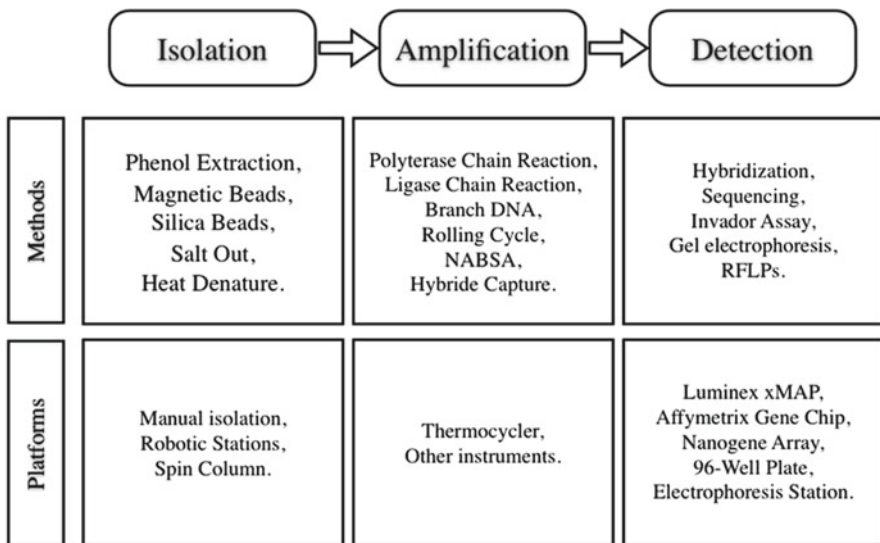 Isolation
Amplification
Detection
Methods
Phenol Extraction,
Magnetic Beads,
Silica Beads,
Salt Out,
Heat Denature.
Polyterase Chain Reaction,
Ligase Chain Reaction,
Branch DNA,
Rolling Cycle,
NABSA,
Hybride Capture.
Hybridization,
Sequencing,
Invador Assay,
Gel electrophoresis,
RFLPs.
Platforms
Manual isolation,
Robotic Stations,
Spin Column.
Thermocycler,
Other instruments.
Luminex xMAP,
Affymetrix Gene Chip,
Nanogene Array,
96-Well Plate,
Electrophoresis Station.